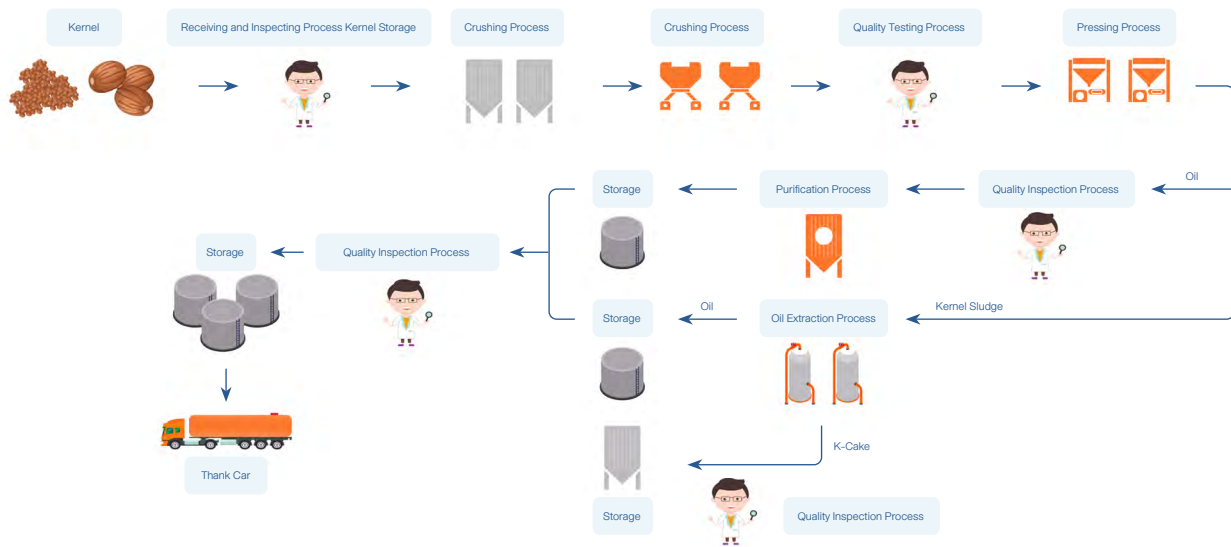 Kernel
Receiving and Inspecting Process Kernel Storage
Crushing Process
Crushing Process
Quality Testing Process
Pressing Process
Oil
Quality Inspection Process
Purification Process
Storage
Quality Inspection Process
Storage
Kernel Sludge
Oil Extraction Process
Oil
Storage
K-Cake
Thank Car
Storage
Quality Inspection Process